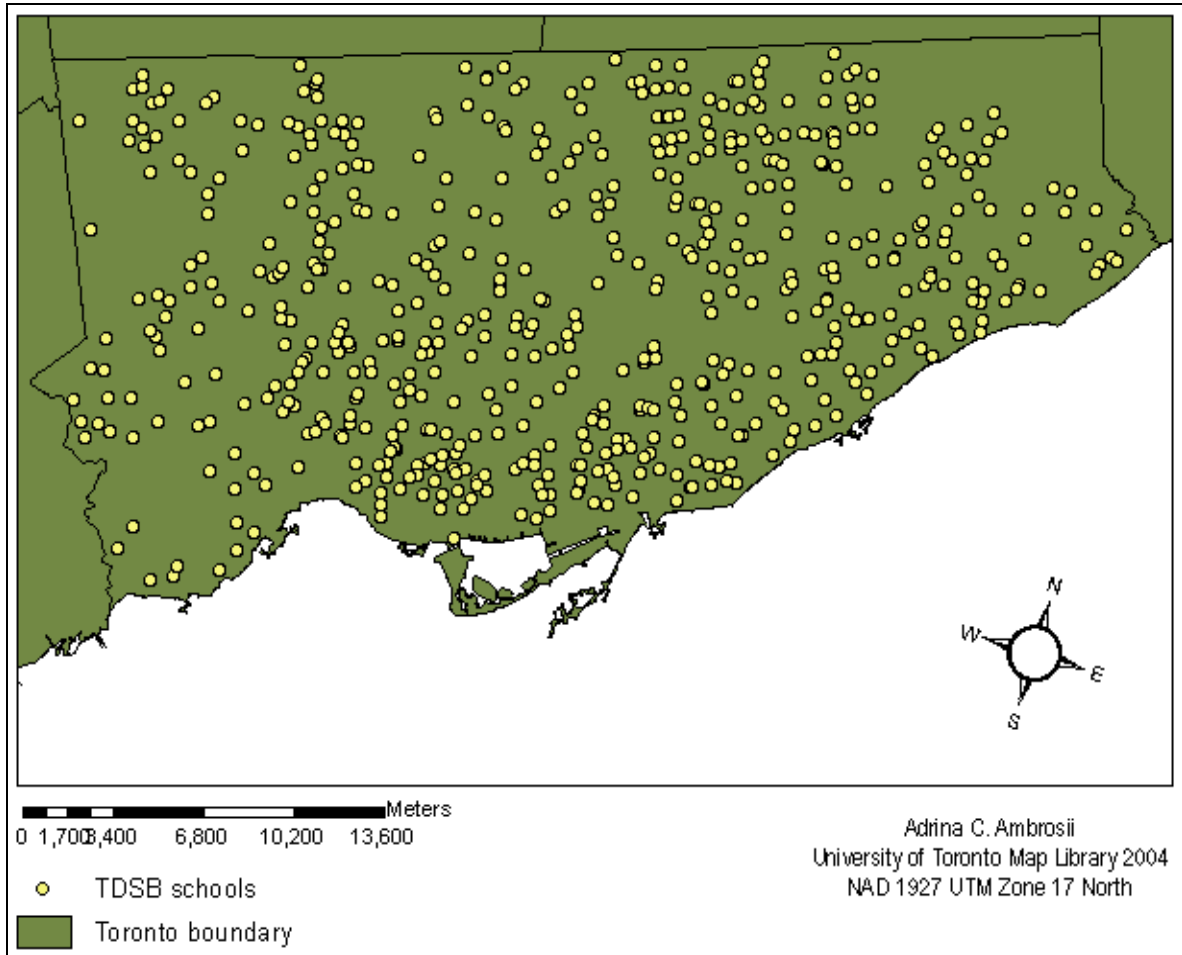 N
W
E
S
Meters
0 1,700 3,400 6,800 10,200 13,600
TDSB schools
Toronto boundary
Adrina C. Ambrosii
University of Toronto Map Library 2004
NAD 1927 UTM Zone 17 North